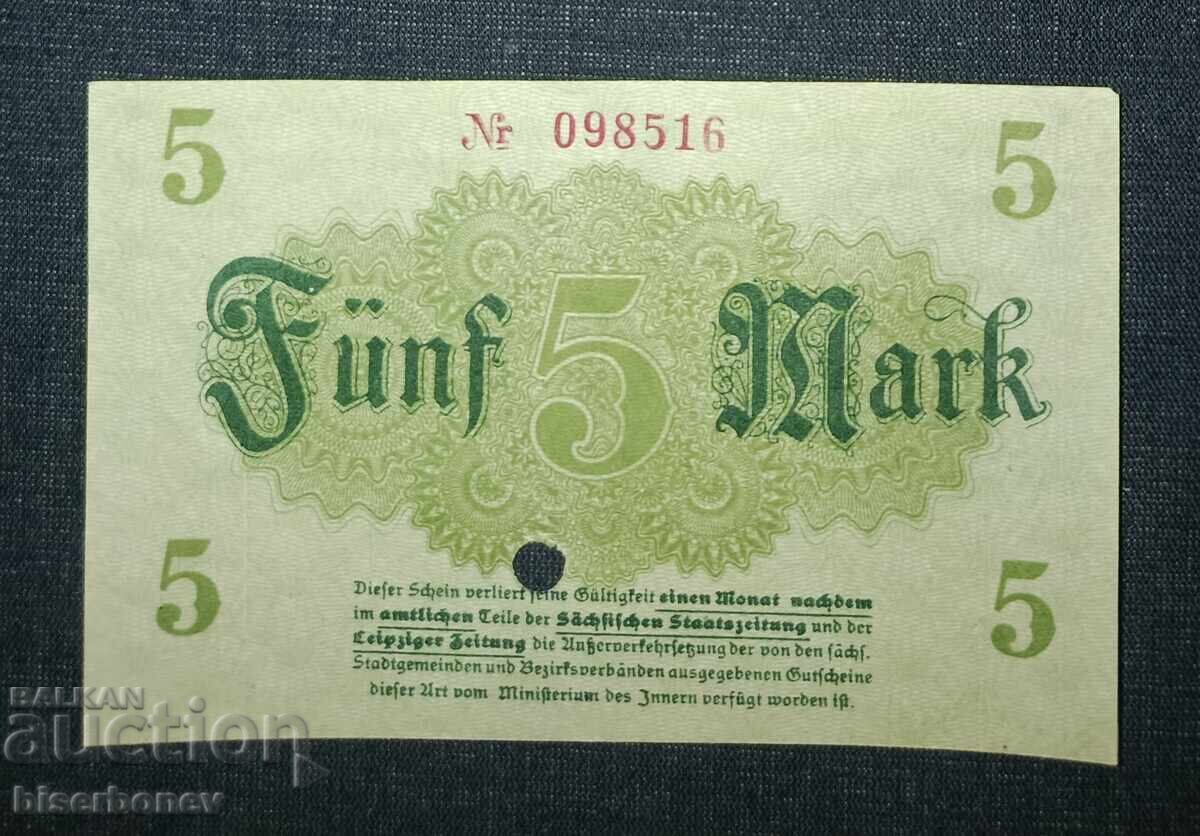 5 Nr 098516 5
Fünf 5 Mark
5 5
Dieser Schein verliert seine Gültigkeit einen Monat nachdem
im amtlichen Teile der Sächsischen Staatszeitung und der
Leipziger Zeitung die Außerverkehrsetzung der von den sächs.
Stadtgemeinden und Bezirksverbänden ausgegebenen Gutscheine
dieser Art vom Ministerium des Innern verfügt worden ist.
BALKAN
auction
biserbonev